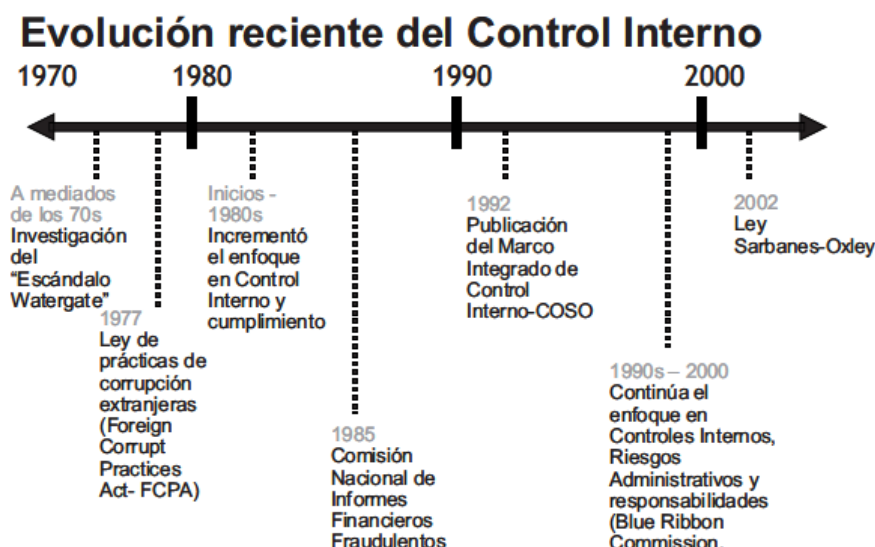 Evolución reciente del Control Interno
1970
1980
1990
2000
A mediados
de los 70s
Investigación
del
“Escándalo
Watergate”
1977
Ley de
prácticas de
corrupción
extranjeras
(Foreign
Corrupt
Practices
Act- FCPA)
Inicios -
1980s
Incrementó
el enfoque
en Control
Interno y
cumplimiento
1985
Comisión
Nacional de
Informes
Financieros
Fraudulentos
1992
Publicación
del Marco
Integrado de
Control
Interno-COSO
1990s – 2000
Continúa el
enfoque en
Controles Internos,
Riesgos
Administrativos y
responsabilidades
(Blue Ribbon
Commission,
2002
Ley
Sarbanes-Oxley